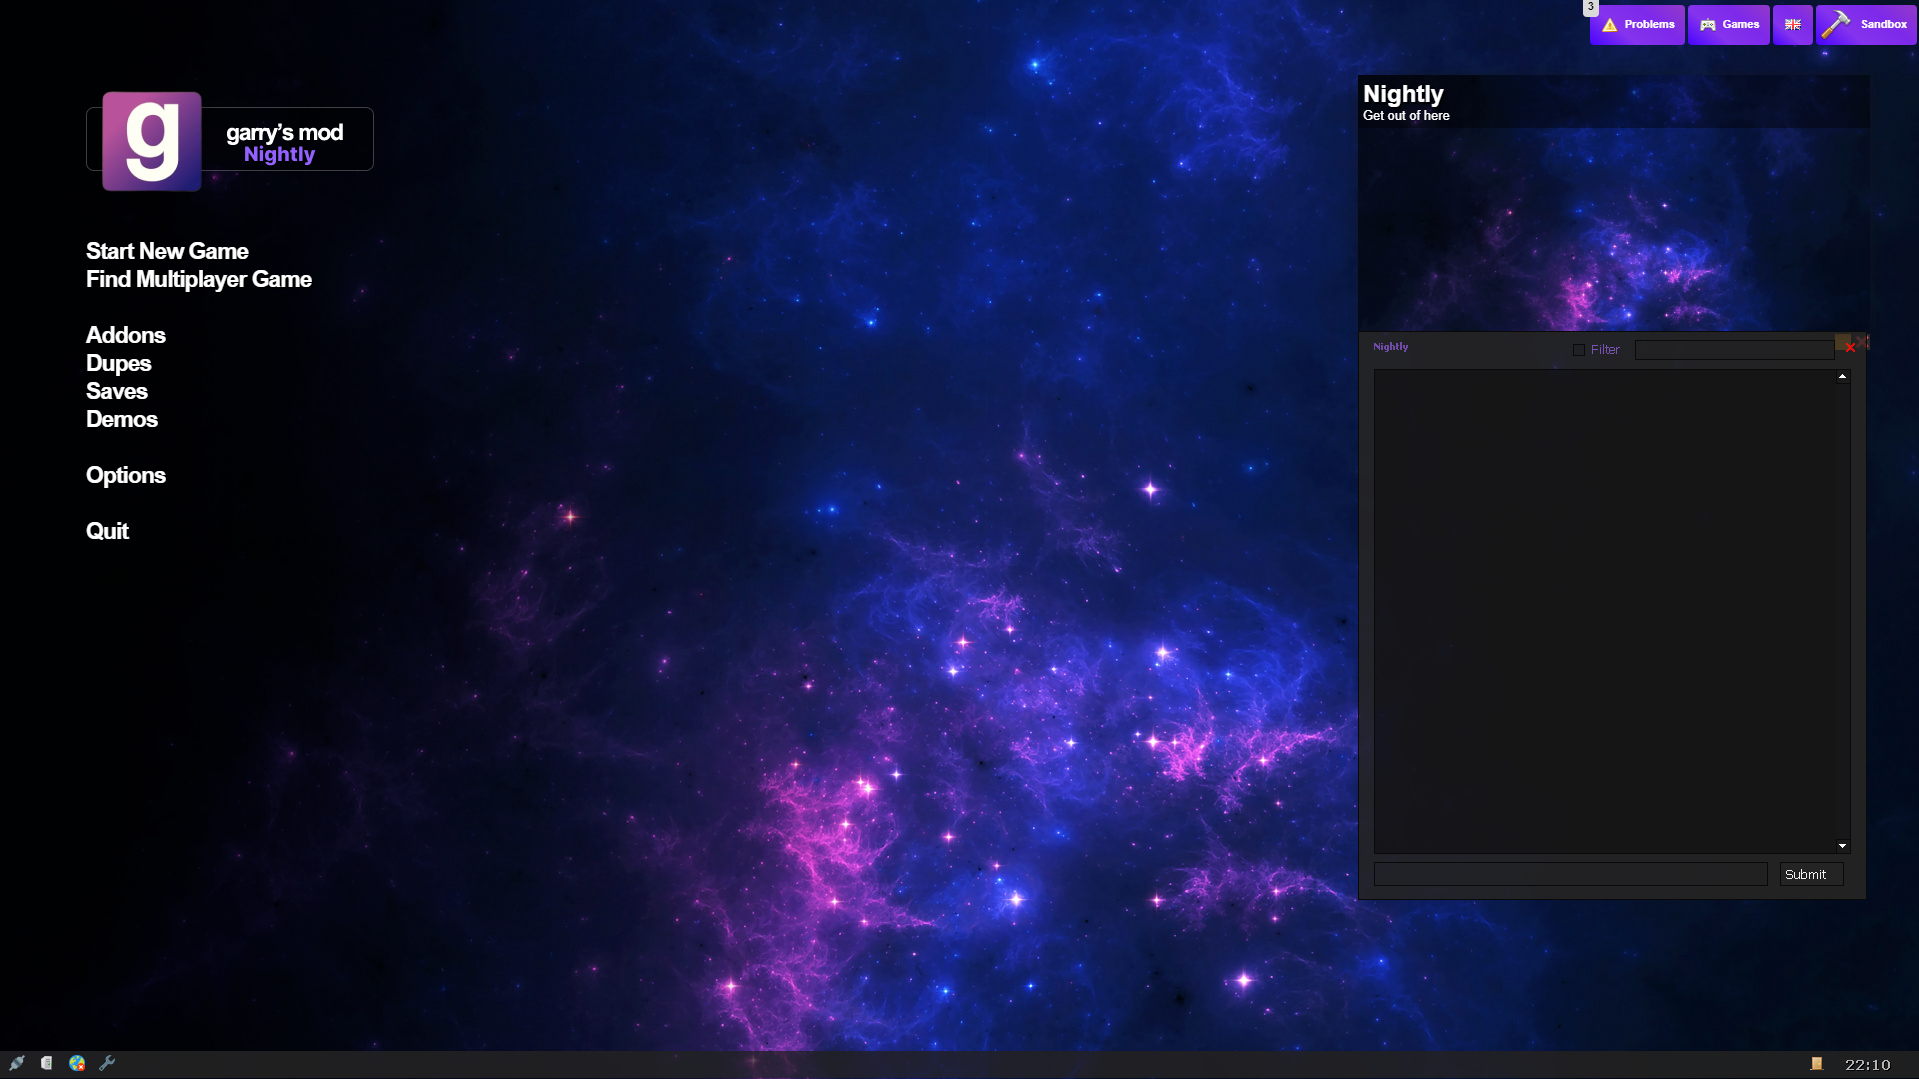 3
Problems
Games
Sandbox
g
garry's mod
Nightly
Nightly
Get out of here
Start New Game
Find Multiplayer Game
Addons
Dupes
Saves
Demos
Options
Quit
Nightly
Filter
Submit
22:10